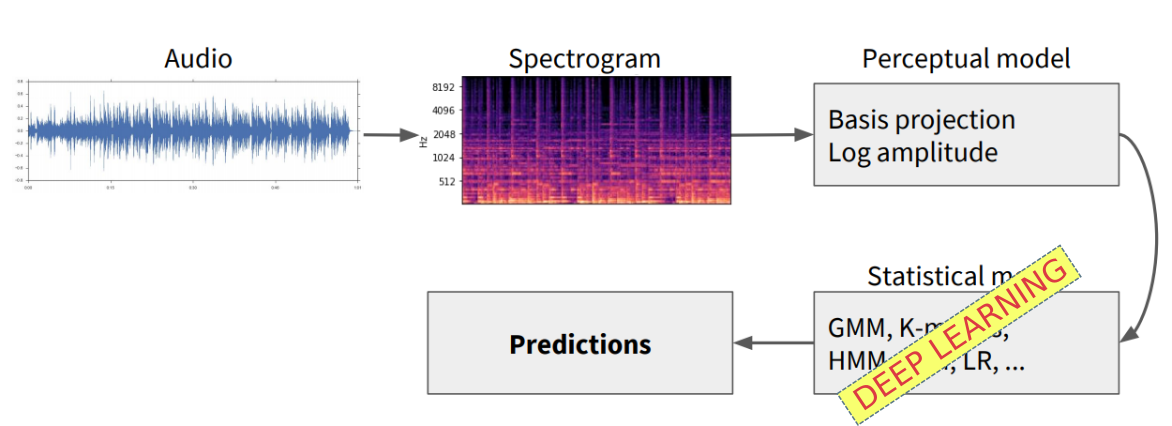 Audio
Spectrogram
Perceptual model
8192
4096
2048
1024
512
Hz
Basis projection
Log amplitude
Statistical
GMM,
HMM
LR, ...
DEEP LEARNING
Predictions